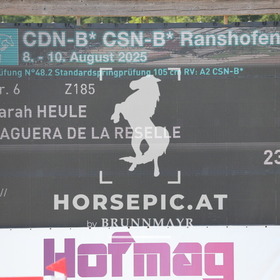 CDN-B* CSN-B* Ranshofen
8. - 10. August 2025
üfung N°48.2 Standardspringprüfung 105 cm RV: A2 CSN-B*
r. 6 Z185
arah HEULE
AGUERA DE LA RESELLE
23
//
HORSEPIC.AT
by BRUNNMAYR
Hofmag